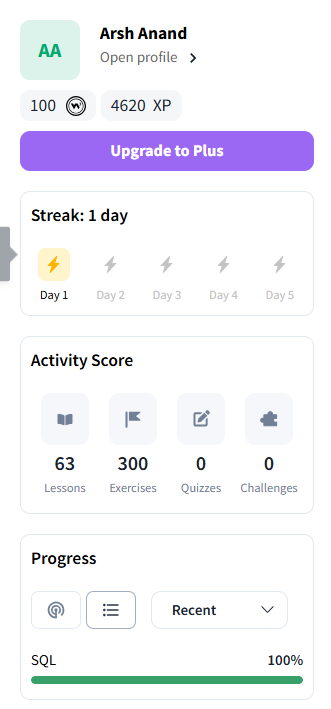 AA
Arsh Anand
Open profile
100
4620 XP
Upgrade to Plus
Streak: 1 day
Day 1 Day 2 Day 3 Day 4 Day 5
Activity Score
63 300 0 0
Lessons Exercises Quizzes Challenges
Progress
Recent
SQL 100%